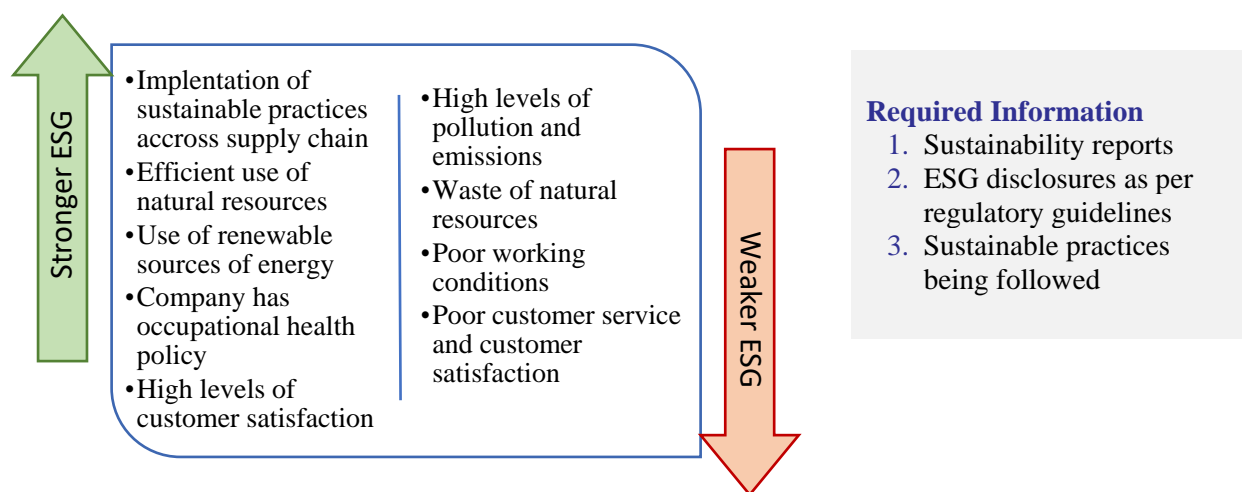 Stronger ESG
•Implentation of
sustainable practices
accross supply chain
•Efficient use of
natural resources
•Use of renewable
sources of energy
•Company has
occupational health
policy
•High levels of
customer satisfaction
•High levels of
pollution and
emissions
•Waste of natural
resources
•Poor working
conditions
•Poor customer service
and customer
satisfaction
Weaker ESG
Required Information
1. Sustainability reports
2. ESG disclosures as per
regulatory guidelines
3. Sustainable practices
being followed